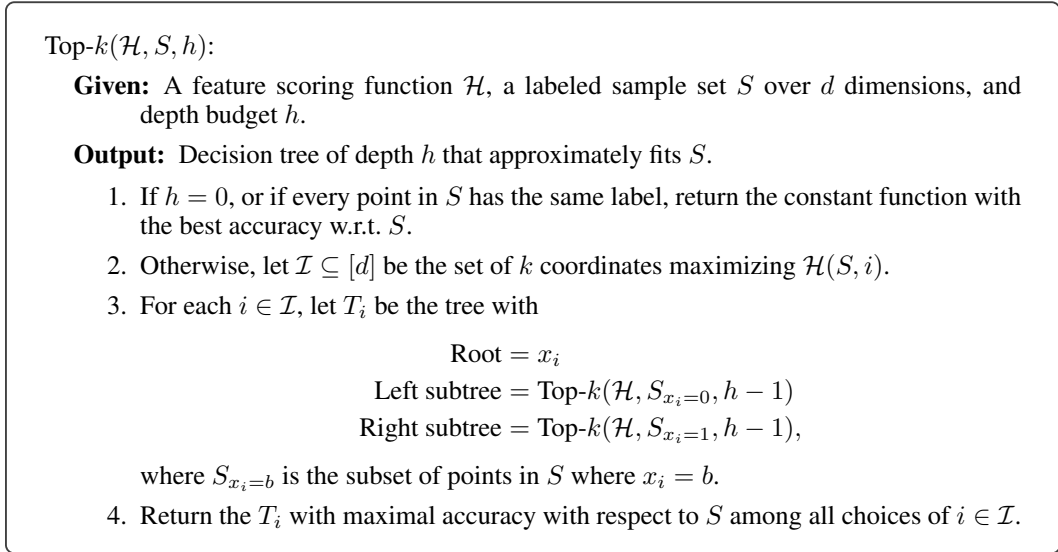 Top-k(ℋ, S, h):
Given: A feature scoring function ℋ, a labeled sample set S over d dimensions, and
depth budget h.
Output: Decision tree of depth h that approximately fits S.
1. If h = 0, or if every point in S has the same label, return the constant function with
the best accuracy w.r.t. S.
2. Otherwise, let ℐ ⊆ [d] be the set of k coordinates maximizing ℋ(S, i).
3. For each i ∈ ℐ, let T_i be the tree with
Root = x_i
Left subtree = Top-k(ℋ, S_{x_i=0}, h − 1)
Right subtree = Top-k(ℋ, S_{x_i=1}, h − 1),
where S_{x_i=b} is the subset of points in S where x_i = b.
4. Return the T_i with maximal accuracy with respect to S among all choices of i ∈ ℐ.